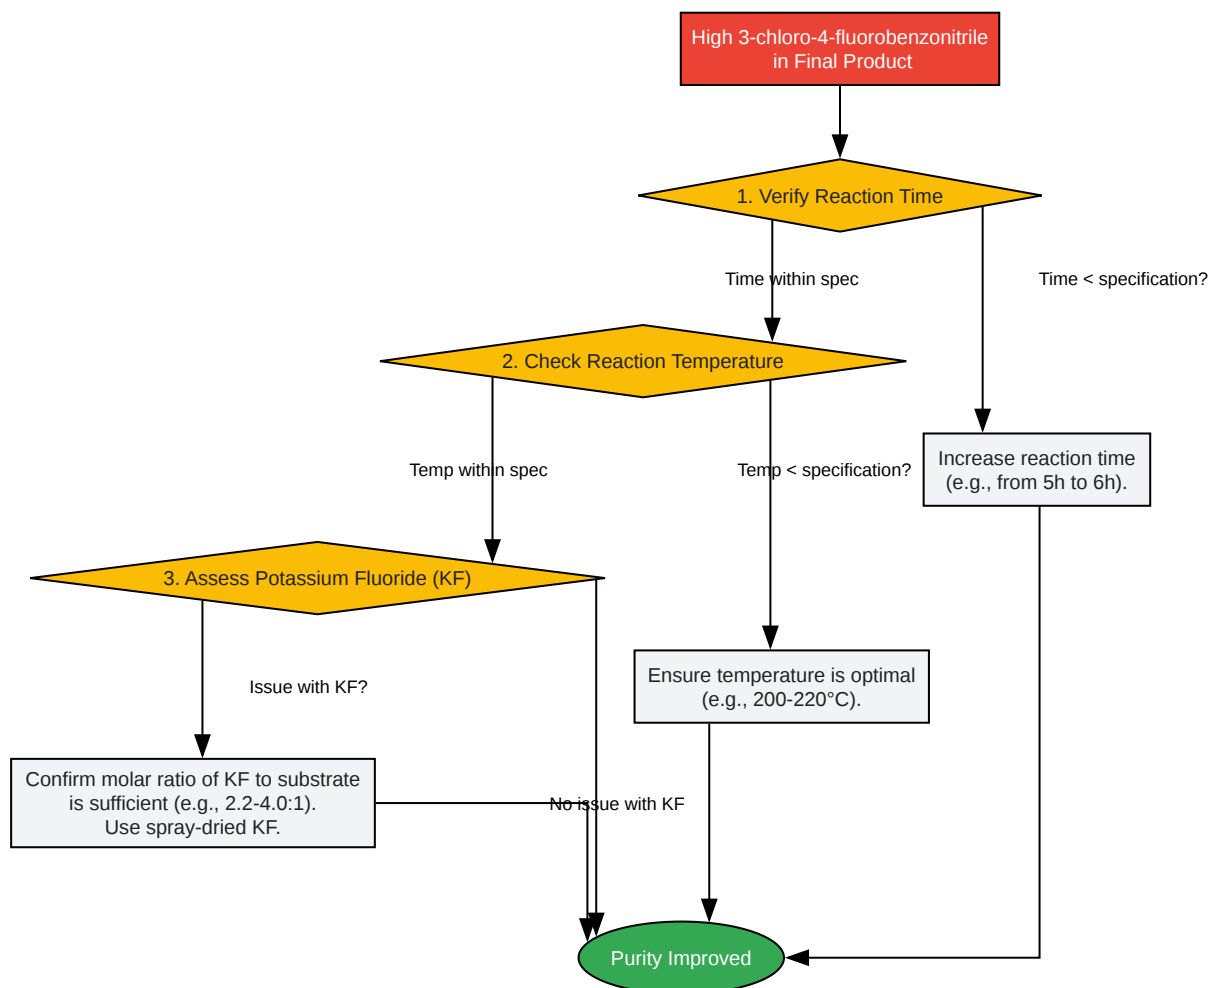 High 3-chloro-4-fluorobenzonitrile
in Final Product
1. Verify Reaction Time
Time within spec
Time < specification?
2. Check Reaction Temperature
Increase reaction time
(e.g., from 5h to 6h).
Temp within spec
Temp < specification?
3. Assess Potassium Fluoride (KF)
Issue with KF?
Ensure temperature is optimal
(e.g., 200-220°C).
Confirm molar ratio of KF to substrate
is sufficient (e.g., 2.2-4.0:1).
Use spray-dried KF.
No issue with KF
Purity Improved